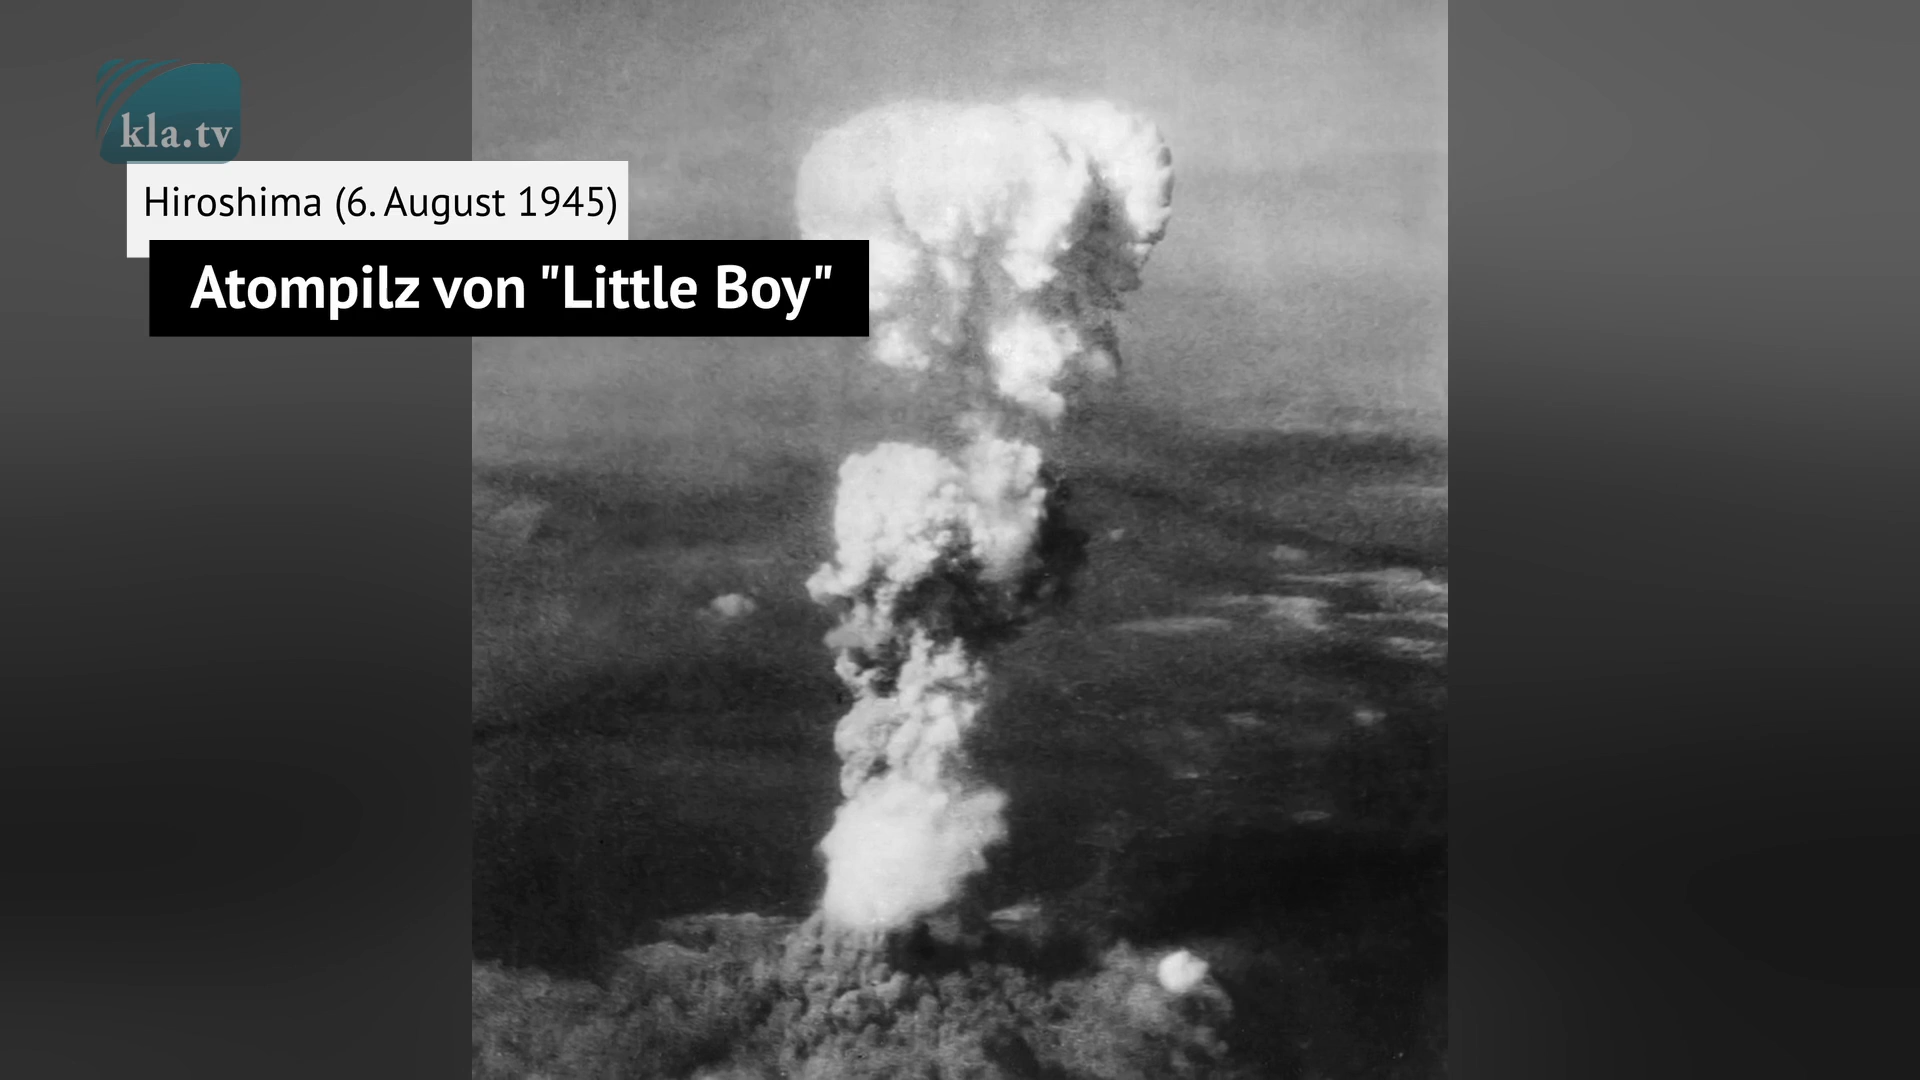 kla.tv
Hiroshima (6. August 1945)
Atompilz von "Little Boy"